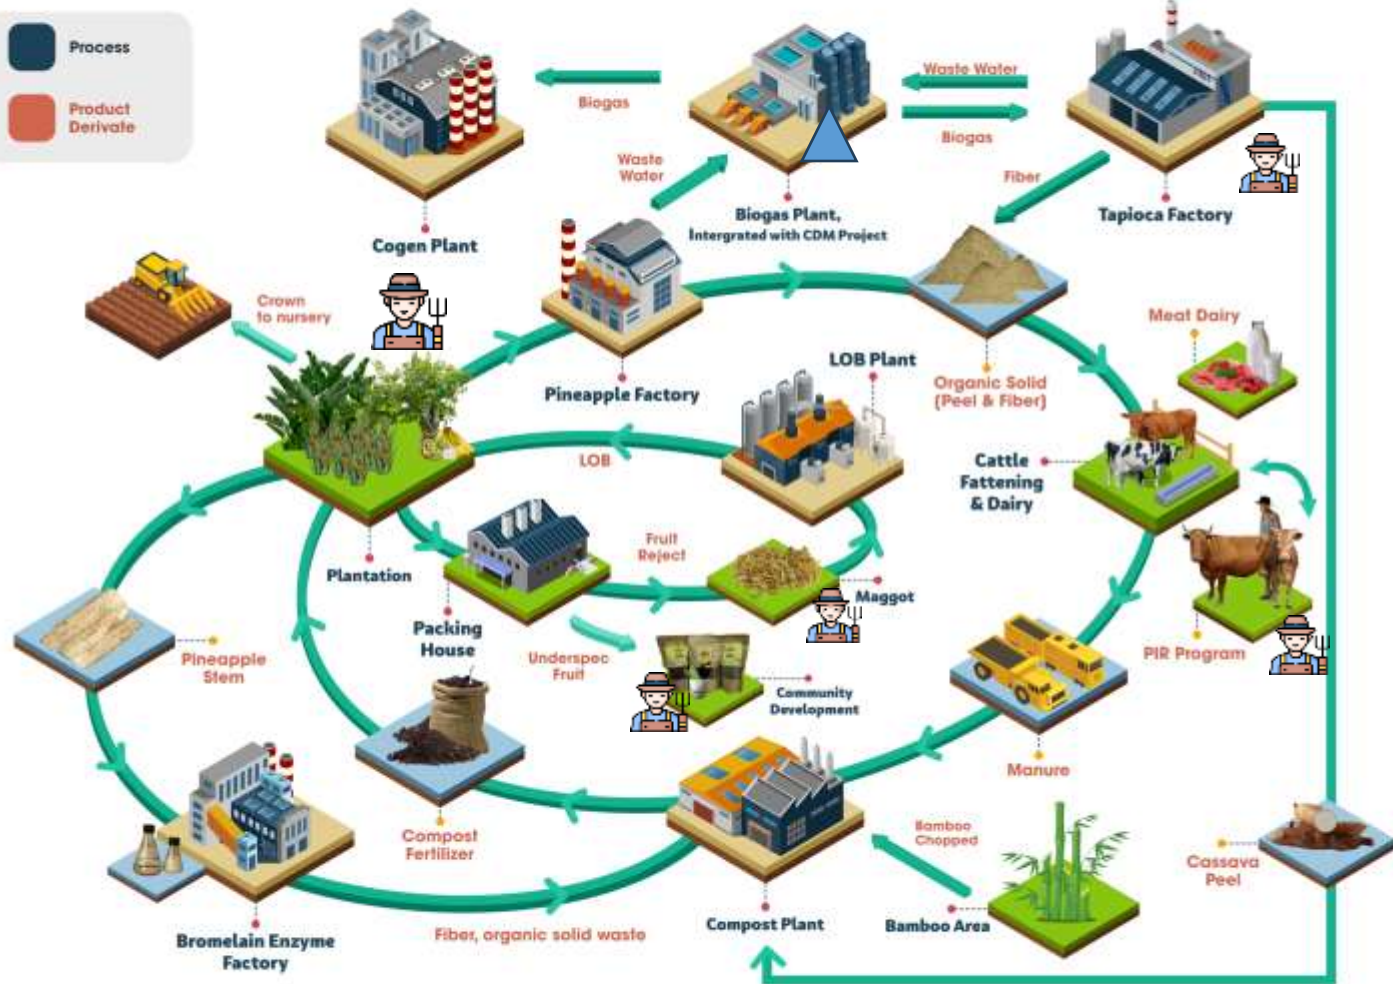 Process
Product
Derivate
Biogas
Waste Water
Biogas
Waste
Water
Fiber
Cogen Plant
Biogas Plant,
Intergrated with CDM Project
Tapioca Factory
Crown
to nursery
Pineapple Factory
LOB Plant
Organic Solid
(Peel & Fiber)
Meat Dairy
LOB
Cattle
Fattening
& Dairy
Plantation
Fruit
Reject
Maggot
Packing
House
Underspec
Fruit
Community
Development
PIR Program
Pineapple
Stem
Manure
Compost
Fertilizer
Bamboo
Chopped
Cassava
Peel
Compost Plant
Bamboo Area
Bromelain Enzyme
Factory
Fiber, organic solid waste